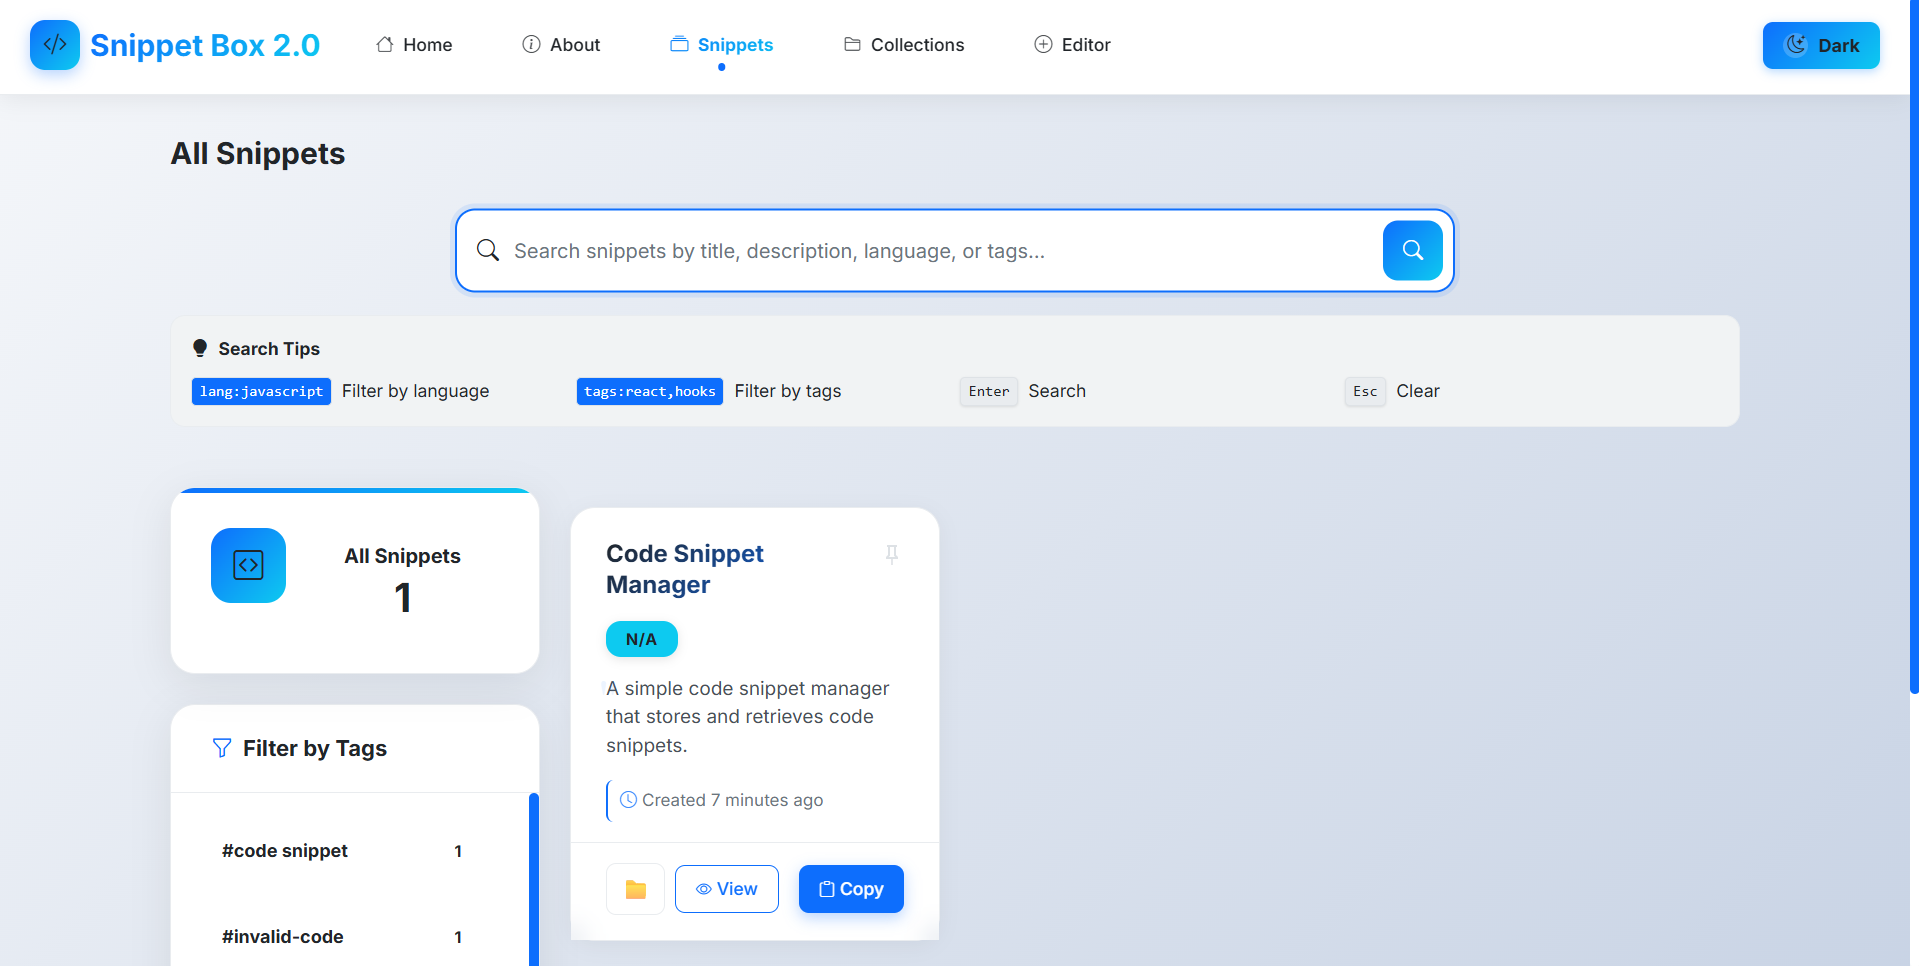 Snippet Box 2.0
Home
About
Snippets
Collections
Editor
Dark
All Snippets
Search snippets by title, description, language, or tags...
Search Tips
lang:javascript Filter by language
tags:react,hooks Filter by tags
Enter Search
Esc Clear
All Snippets
1
Filter by Tags
#code snippet 1
#invalid-code 1
Code Snippet
Manager
N/A
A simple code snippet manager
that stores and retrieves code
snippets.
Created 7 minutes ago
View
Copy